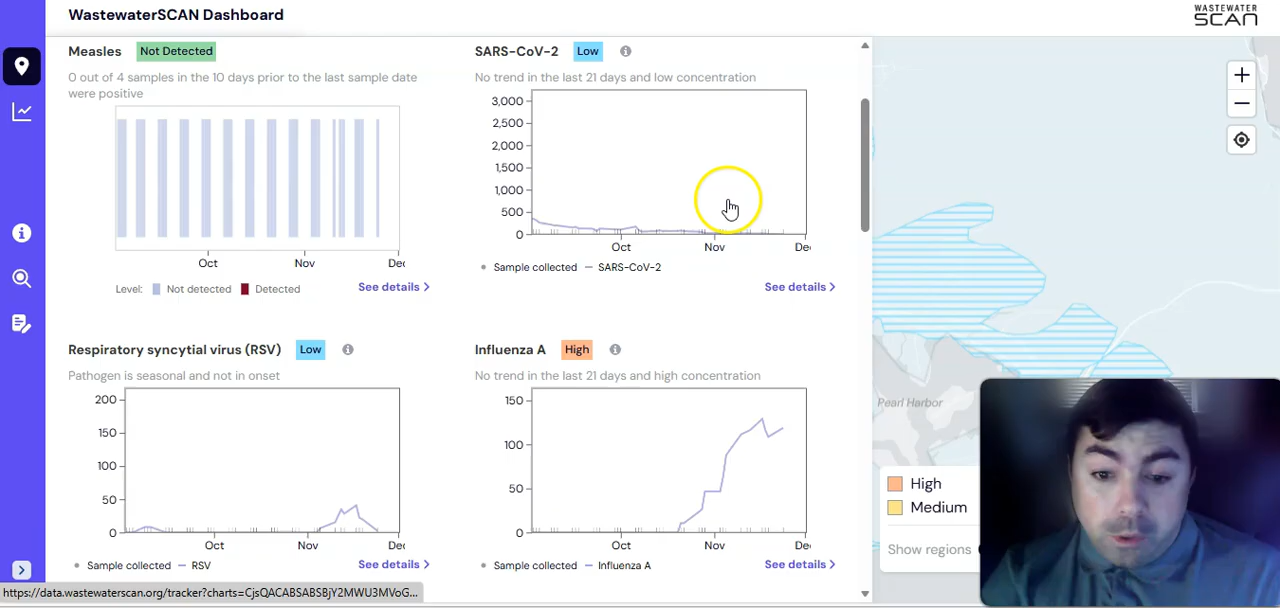 WastewaterSCAN Dashboard
WASTEWATER
SCAN
Measles Not Detected
0 out of 4 samples in the 10 days prior to the last sample date
were positive
Oct Nov Dec
Level: Not detected Detected
See details >
SARS-CoV-2 Low
No trend in the last 21 days and low concentration
3,000
2,500
2,000
1,500
1,000
500
0
Oct Nov De
Sample collected SARS-CoV-2
See details >
Respiratory syncytial virus (RSV) Low
Pathogen is seasonal and not in onset
200
150
100
50
0
Oct Nov Dec
Sample collected RSV
See details >
Influenza A High
No trend in the last 21 days and high concentration
150
100
50
0
Oct Nov De
Sample collected Influenza A
See details >
Pearl Harbor
High
Medium
Show regions
https://data.wastewaterscan.org/tracker?charts=CjsQACABSABSBjY2MWU3MVoG...